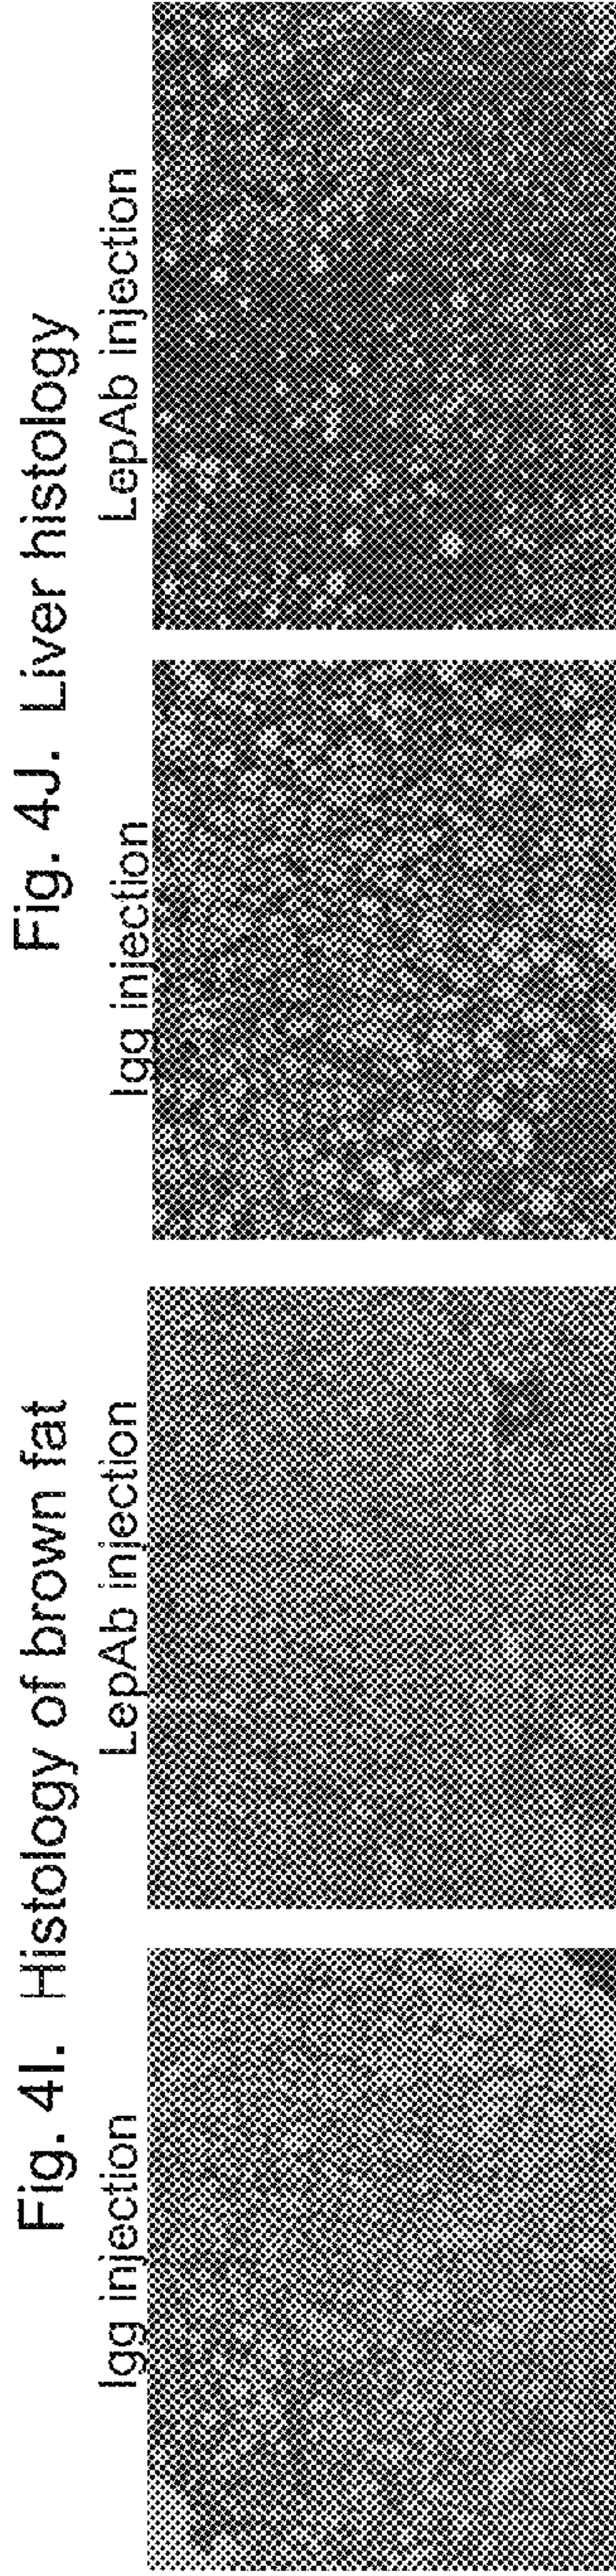 Fig. 4I. Histology of brown fat
Igg injection
LepAb injection
Fig. 4J. Liver histology
Igg injection
LepAb injection